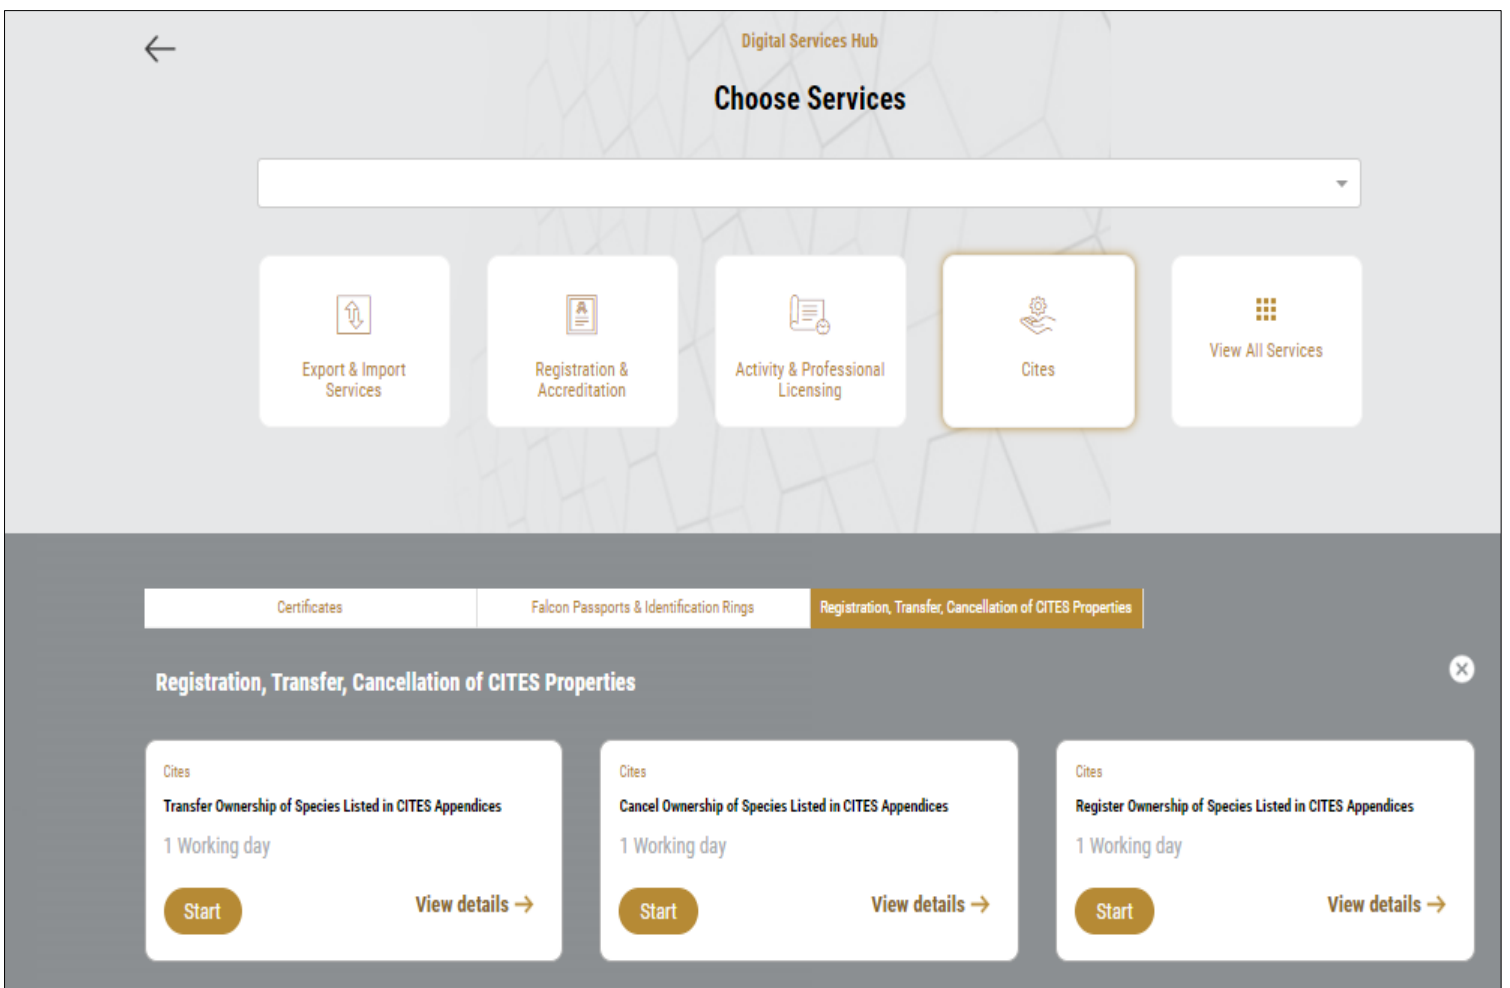 Digital Services Hub
Choose Services
Export & Import
Services
Registration &
Accreditation
Activity & Professional
Licensing
Cites
View All Services
Certificates
Falcon Passports & Identification Rings
Registration, Transfer, Cancellation of CITES Properties
Registration, Transfer, Cancellation of CITES Properties
Cites
Transfer Ownership of Species Listed in CITES Appendices
1 Working day
Start
View details
Cites
Cancel Ownership of Species Listed in CITES Appendices
1 Working day
Start
View details
Cites
Register Ownership of Species Listed in CITES Appendices
1 Working day
Start
View details